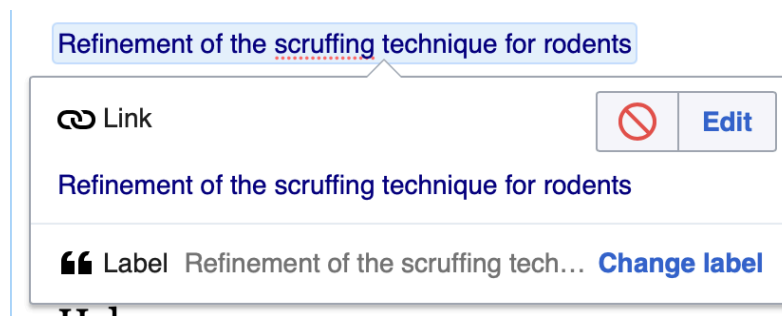 Refinement of the scruffing technique for rodents
Link
Edit
Refinement of the scruffing technique for rodents
Label Refinement of the scruffing tech… Change label